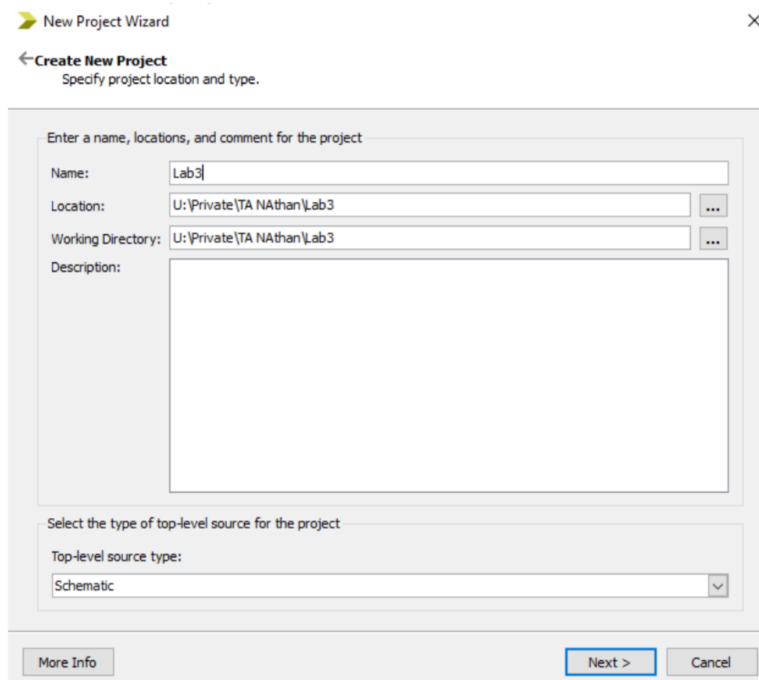 New Project Wizard
Create New Project
Specify project location and type.
Enter a name, locations, and comment for the project
Name: Lab3
Location: U:\Private\TA NAthan\Lab3 ...
Working Directory: U:\Private\TA NAthan\Lab3 ...
Description:
Select the type of top-level source for the project
Top-level source type:
Schematic
More Info Next > Cancel